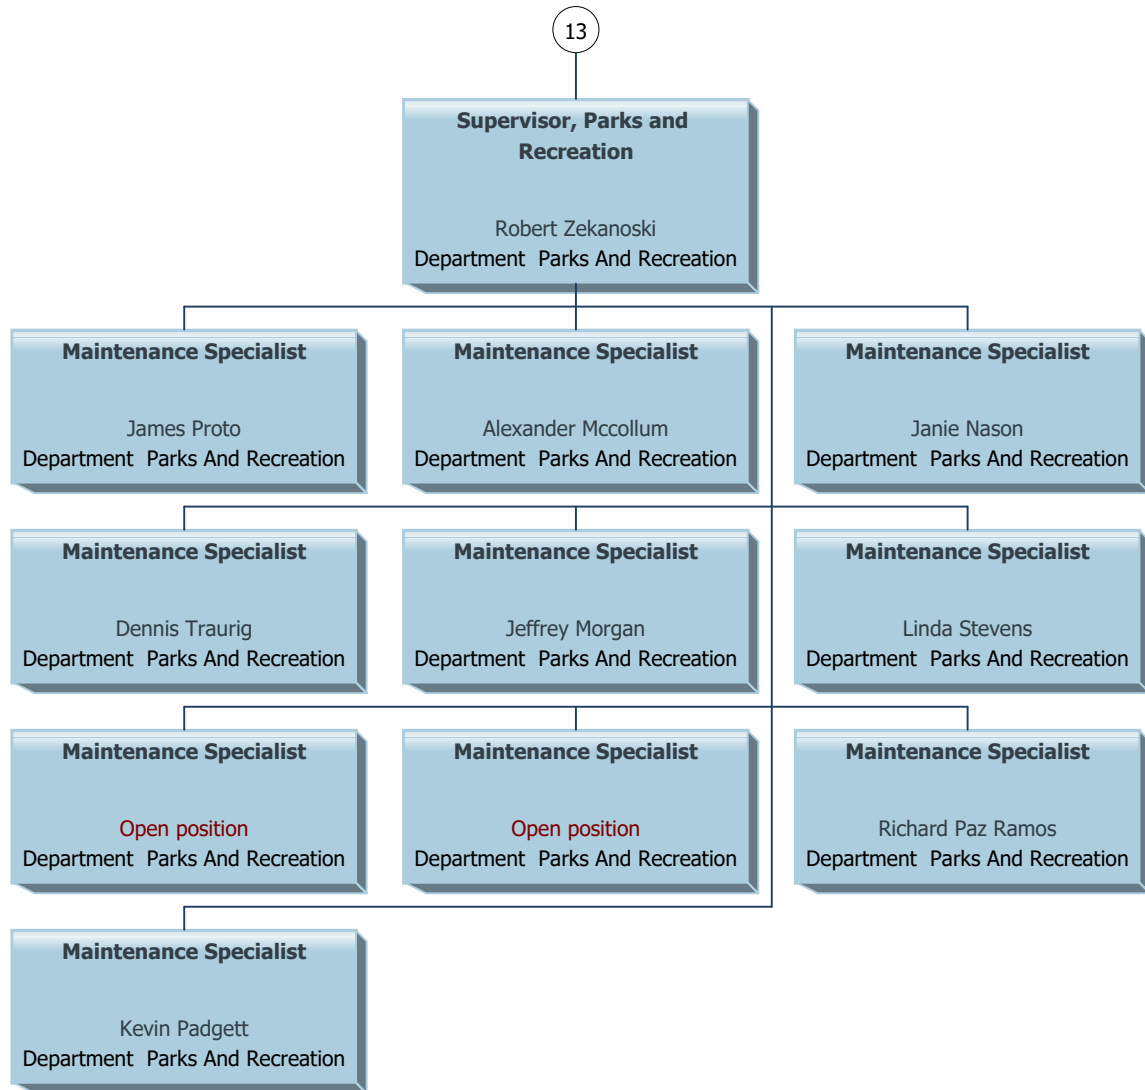 13
Supervisor, Parks and
Recreation
Robert Zekanoski
Department  Parks And Recreation
Maintenance Specialist
James Proto
Department  Parks And Recreation
Maintenance Specialist
Alexander Mccollum
Department  Parks And Recreation
Maintenance Specialist
Janie Nason
Department  Parks And Recreation
Maintenance Specialist
Dennis Traurig
Department  Parks And Recreation
Maintenance Specialist
Jeffrey Morgan
Department  Parks And Recreation
Maintenance Specialist
Linda Stevens
Department  Parks And Recreation
Maintenance Specialist
Open position
Department  Parks And Recreation
Maintenance Specialist
Open position
Department  Parks And Recreation
Maintenance Specialist
Richard Paz Ramos
Department  Parks And Recreation
Maintenance Specialist
Kevin Padgett
Department  Parks And Recreation